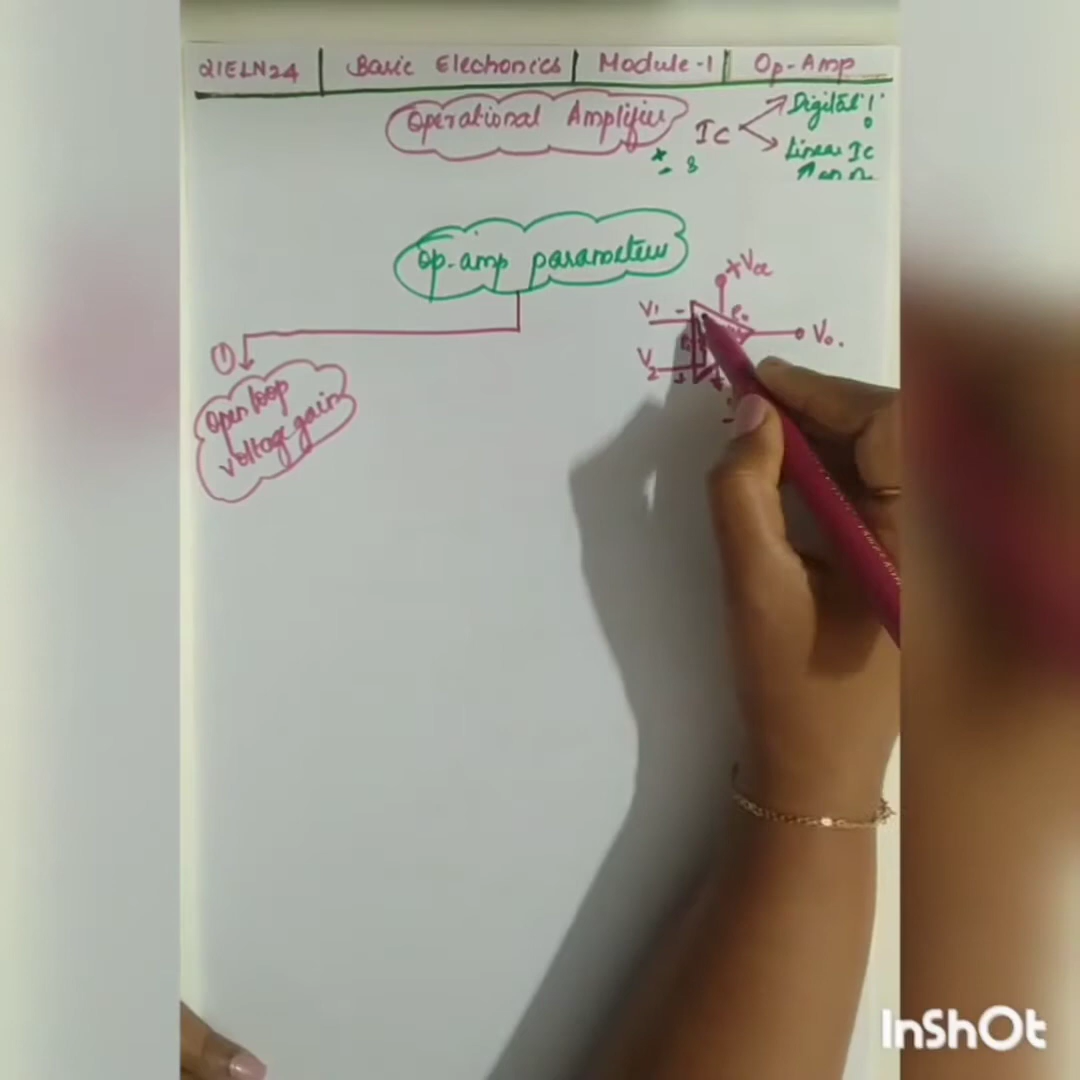 21ELN24 | Basic Electronics | Module-1 | Op-Amp
Operational Amplifier
IC
Digital
Linear IC
Op-amp parameters
+Vcc
V1 -
Vo.
V2 +
①
Open loop
voltage gain
InShOt